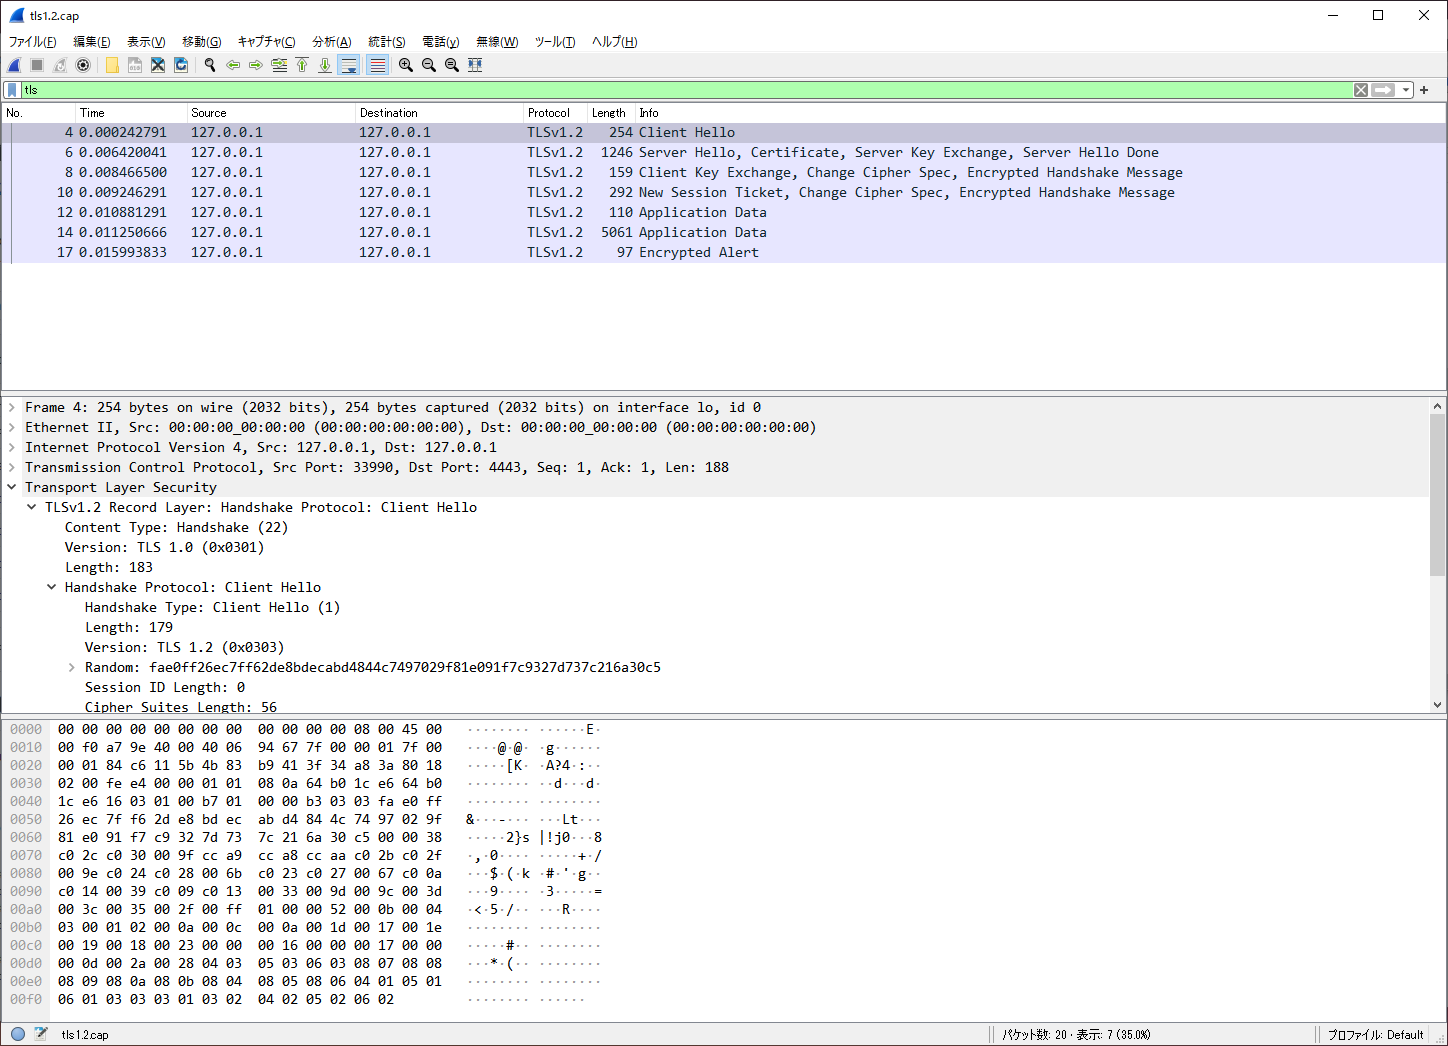 tls1.2.cap
ファイル(F) 編集(E) 表示(V) 移動(G) キャプチャ(C) 分析(A) 統計(S) 電話(y) 無線(W) ツール(T) ヘルプ(H)
tls
No. Time Source Destination Protocol Length Info
4 0.000242791 127.0.0.1 127.0.0.1 TLSv1.2 254 Client Hello
6 0.006420041 127.0.0.1 127.0.0.1 TLSv1.2 1246 Server Hello, Certificate, Server Key Exchange, Server Hello Done
8 0.008466500 127.0.0.1 127.0.0.1 TLSv1.2 159 Client Key Exchange, Change Cipher Spec, Encrypted Handshake Message
10 0.009246291 127.0.0.1 127.0.0.1 TLSv1.2 292 New Session Ticket, Change Cipher Spec, Encrypted Handshake Message
12 0.010881291 127.0.0.1 127.0.0.1 TLSv1.2 110 Application Data
14 0.011250666 127.0.0.1 127.0.0.1 TLSv1.2 5061 Application Data
17 0.015993833 127.0.0.1 127.0.0.1 TLSv1.2 97 Encrypted Alert
Frame 4: 254 bytes on wire (2032 bits), 254 bytes captured (2032 bits) on interface lo, id 0
Ethernet II, Src: 00:00:00_00:00:00 (00:00:00:00:00:00), Dst: 00:00:00_00:00:00 (00:00:00:00:00:00)
Internet Protocol Version 4, Src: 127.0.0.1, Dst: 127.0.0.1
Transmission Control Protocol, Src Port: 33990, Dst Port: 4443, Seq: 1, Ack: 1, Len: 188
Transport Layer Security
TLSv1.2 Record Layer: Handshake Protocol: Client Hello
Content Type: Handshake (22)
Version: TLS 1.0 (0x0301)
Length: 183
Handshake Protocol: Client Hello
Handshake Type: Client Hello (1)
Length: 179
Version: TLS 1.2 (0x0303)
Random: fae0ff26ec7ff62de8bdecabd4844c7497029f81e091f7c9327d737c216a30c5
Session ID Length: 0
Cipher Suites Length: 56
0000 00 00 00 00 00 00 00 00 00 00 00 00 08 00 45 00 ········ ······E·
0010 00 f0 a7 9e 40 00 40 06 94 67 7f 00 00 01 7f 00 ····@·@· ·g······
0020 00 01 84 c6 11 5b 4b 83 b9 41 3f 34 a8 3a 80 18 ·····[K· ·A?4·:··
0030 02 00 fe e4 00 00 01 01 08 0a 64 b0 1c e6 64 b0 ········ ··d···d·
0040 1c e6 16 03 01 00 b7 01 00 00 b3 03 03 fa e0 ff ········ ········
0050 26 ec 7f f6 2d e8 bd ec ab d4 84 4c 74 97 02 9f &···-··· ···Lt···
0060 81 e0 91 f7 c9 32 7d 73 7c 21 6a 30 c5 00 00 38 ·····2}s |!j0···8
0070 c0 2c c0 30 00 9f cc a9 cc a8 cc aa c0 2b c0 2f ·,·0···· ·····+·/
0080 00 9e c0 24 c0 28 00 6b c0 23 c0 27 00 67 c0 0a ···$·(·k ·#·'·g··
0090 c0 14 00 39 c0 09 c0 13 00 33 00 9d 00 9c 00 3d ···9···· ·3·····=
00a0 00 3c 00 35 00 2f 00 ff 01 00 00 52 00 0b 00 04 ·<·5·/·· ···R····
00b0 03 00 01 02 00 0a 00 0c 00 0a 00 1d 00 17 00 1e ········ ········
00c0 00 19 00 18 00 23 00 00 00 16 00 00 00 17 00 00 ·····#·· ········
00d0 00 0d 00 2a 00 28 04 03 05 03 06 03 08 07 08 08 ···*·(·· ········
00e0 08 09 08 0a 08 0b 08 04 08 05 08 06 04 01 05 01 ········ ········
00f0 06 01 03 03 03 01 03 02 04 02 05 02 06 02 ········ ······
tls1.2.cap パケット数: 20 · 表示: 7 (35.0%) プロファイル: Default